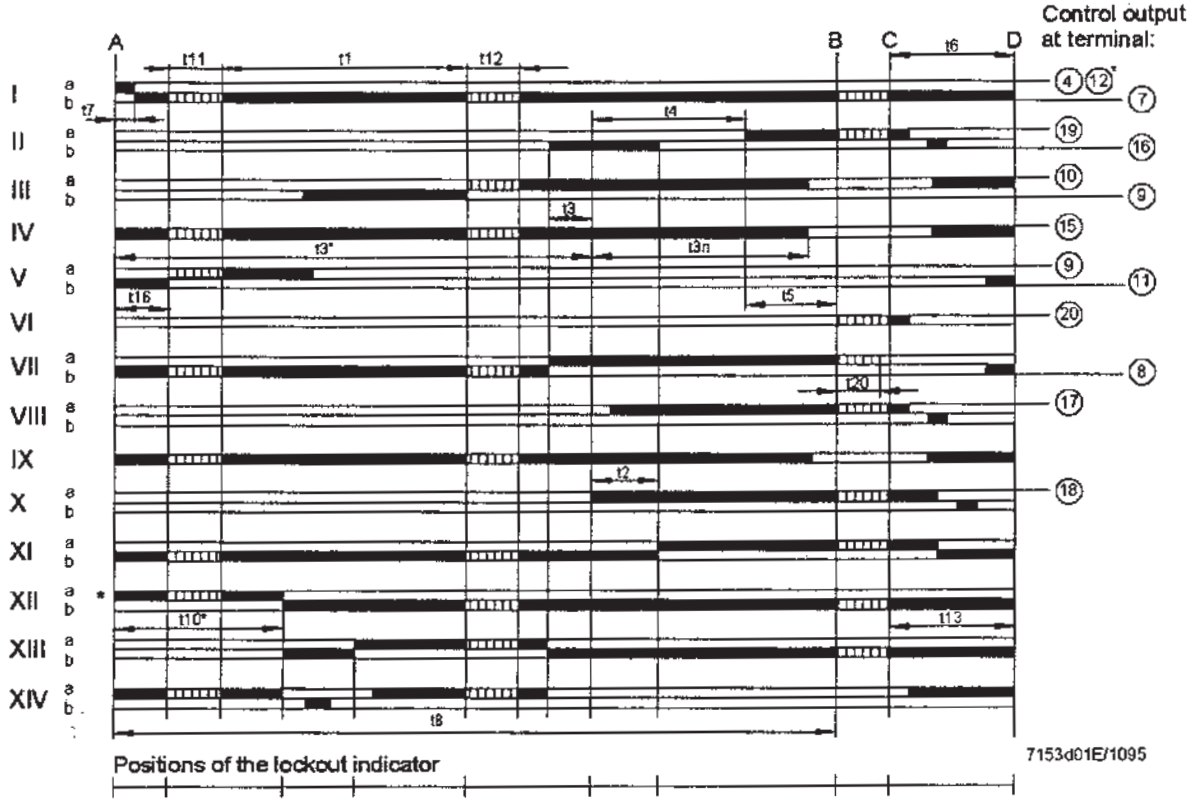 Control output
at terminal:
A t11 t1 t12 B C t6 D
I a b 4 12* 7
t7 t4
II a b 19 16
III a b 10 9
t3
IV 15
t3* t3n
V a b 9 11
t16 t5
VI 20
VII a b 8
t20
VIII a b 17
IX
t2
X a b 18
XI a b
XII * a b
t10* t13
XIII a b
XIV a b
t8
Positions of the lockout indicator
7153d01E/1095